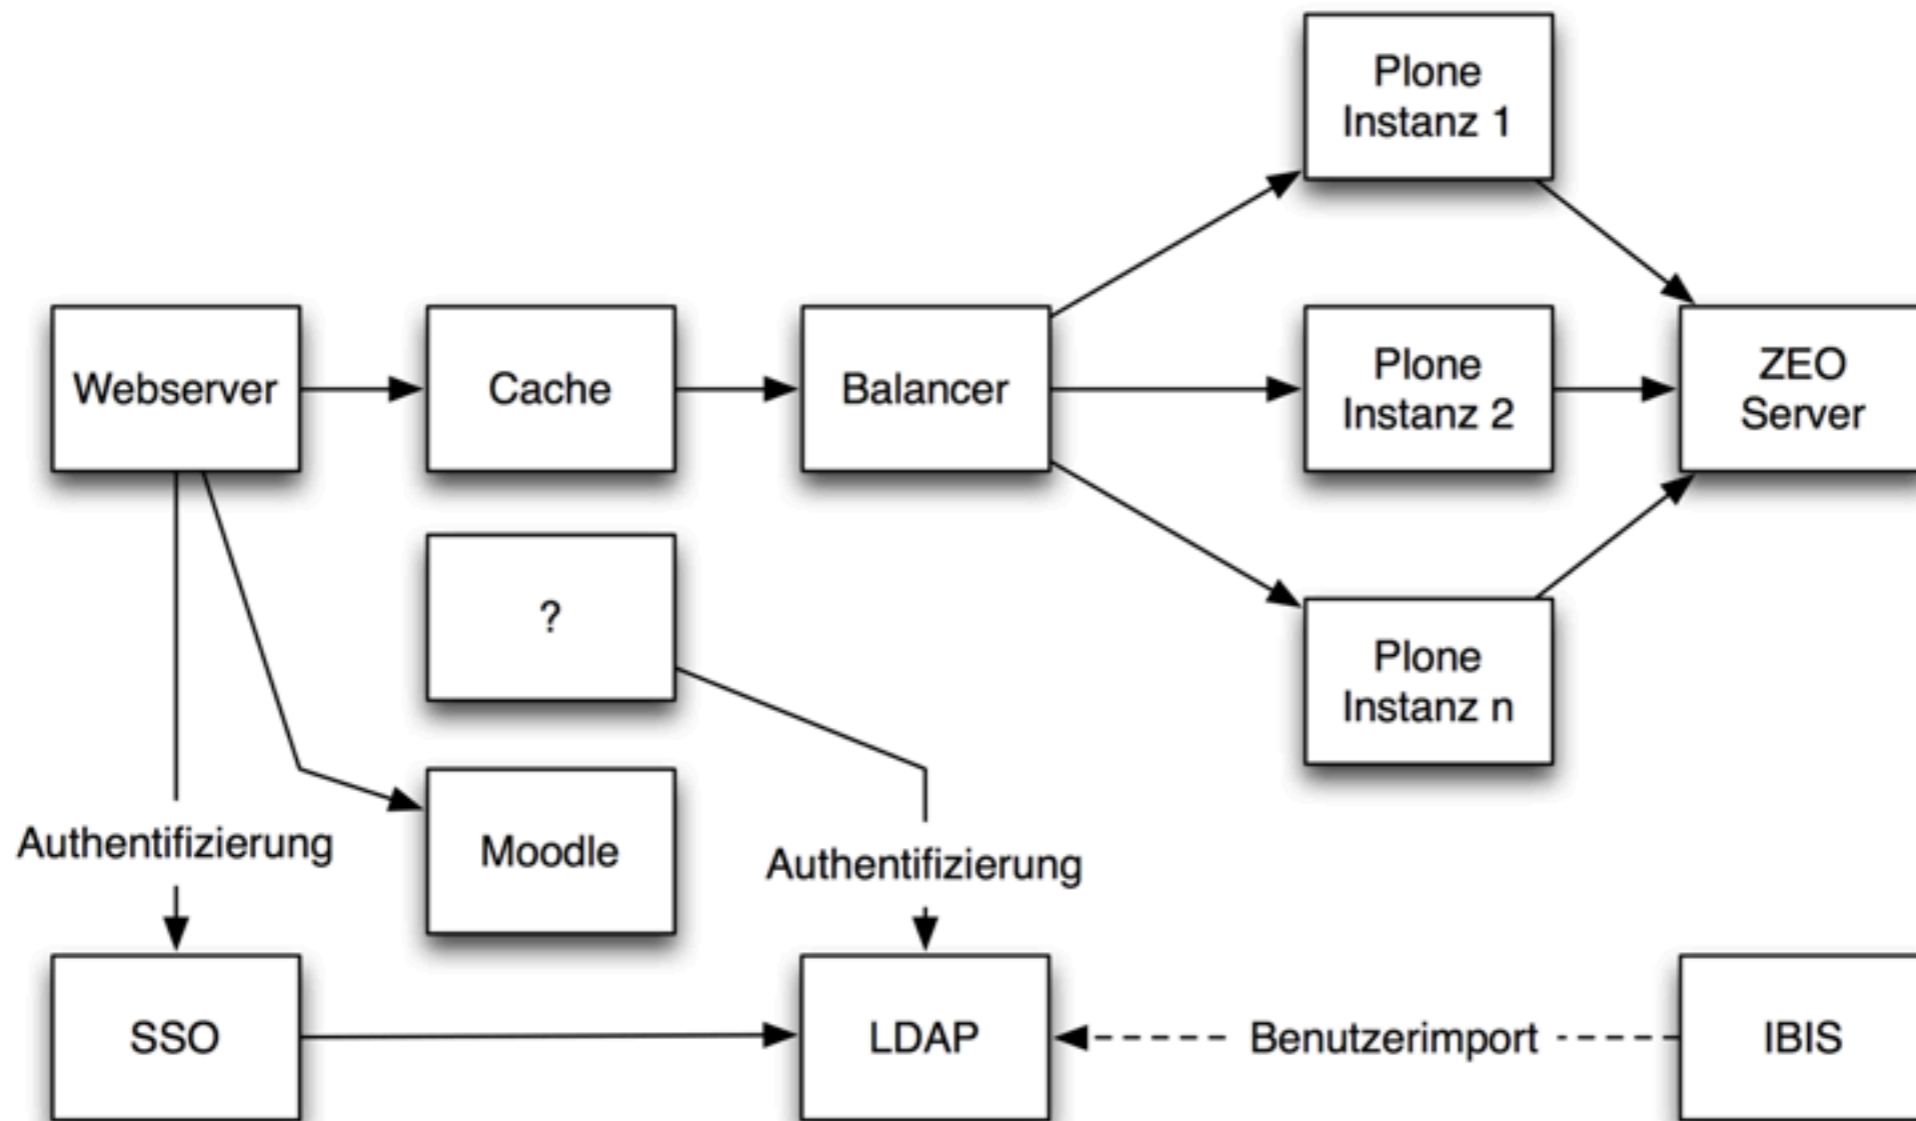 Plone
Instanz 1
Webserver
Cache
Balancer
Plone
Instanz 2
ZEO
Server
?
Plone
Instanz n
Authentifizierung
Moodle
Authentifizierung
SSO
LDAP
Benutzerimport
IBIS